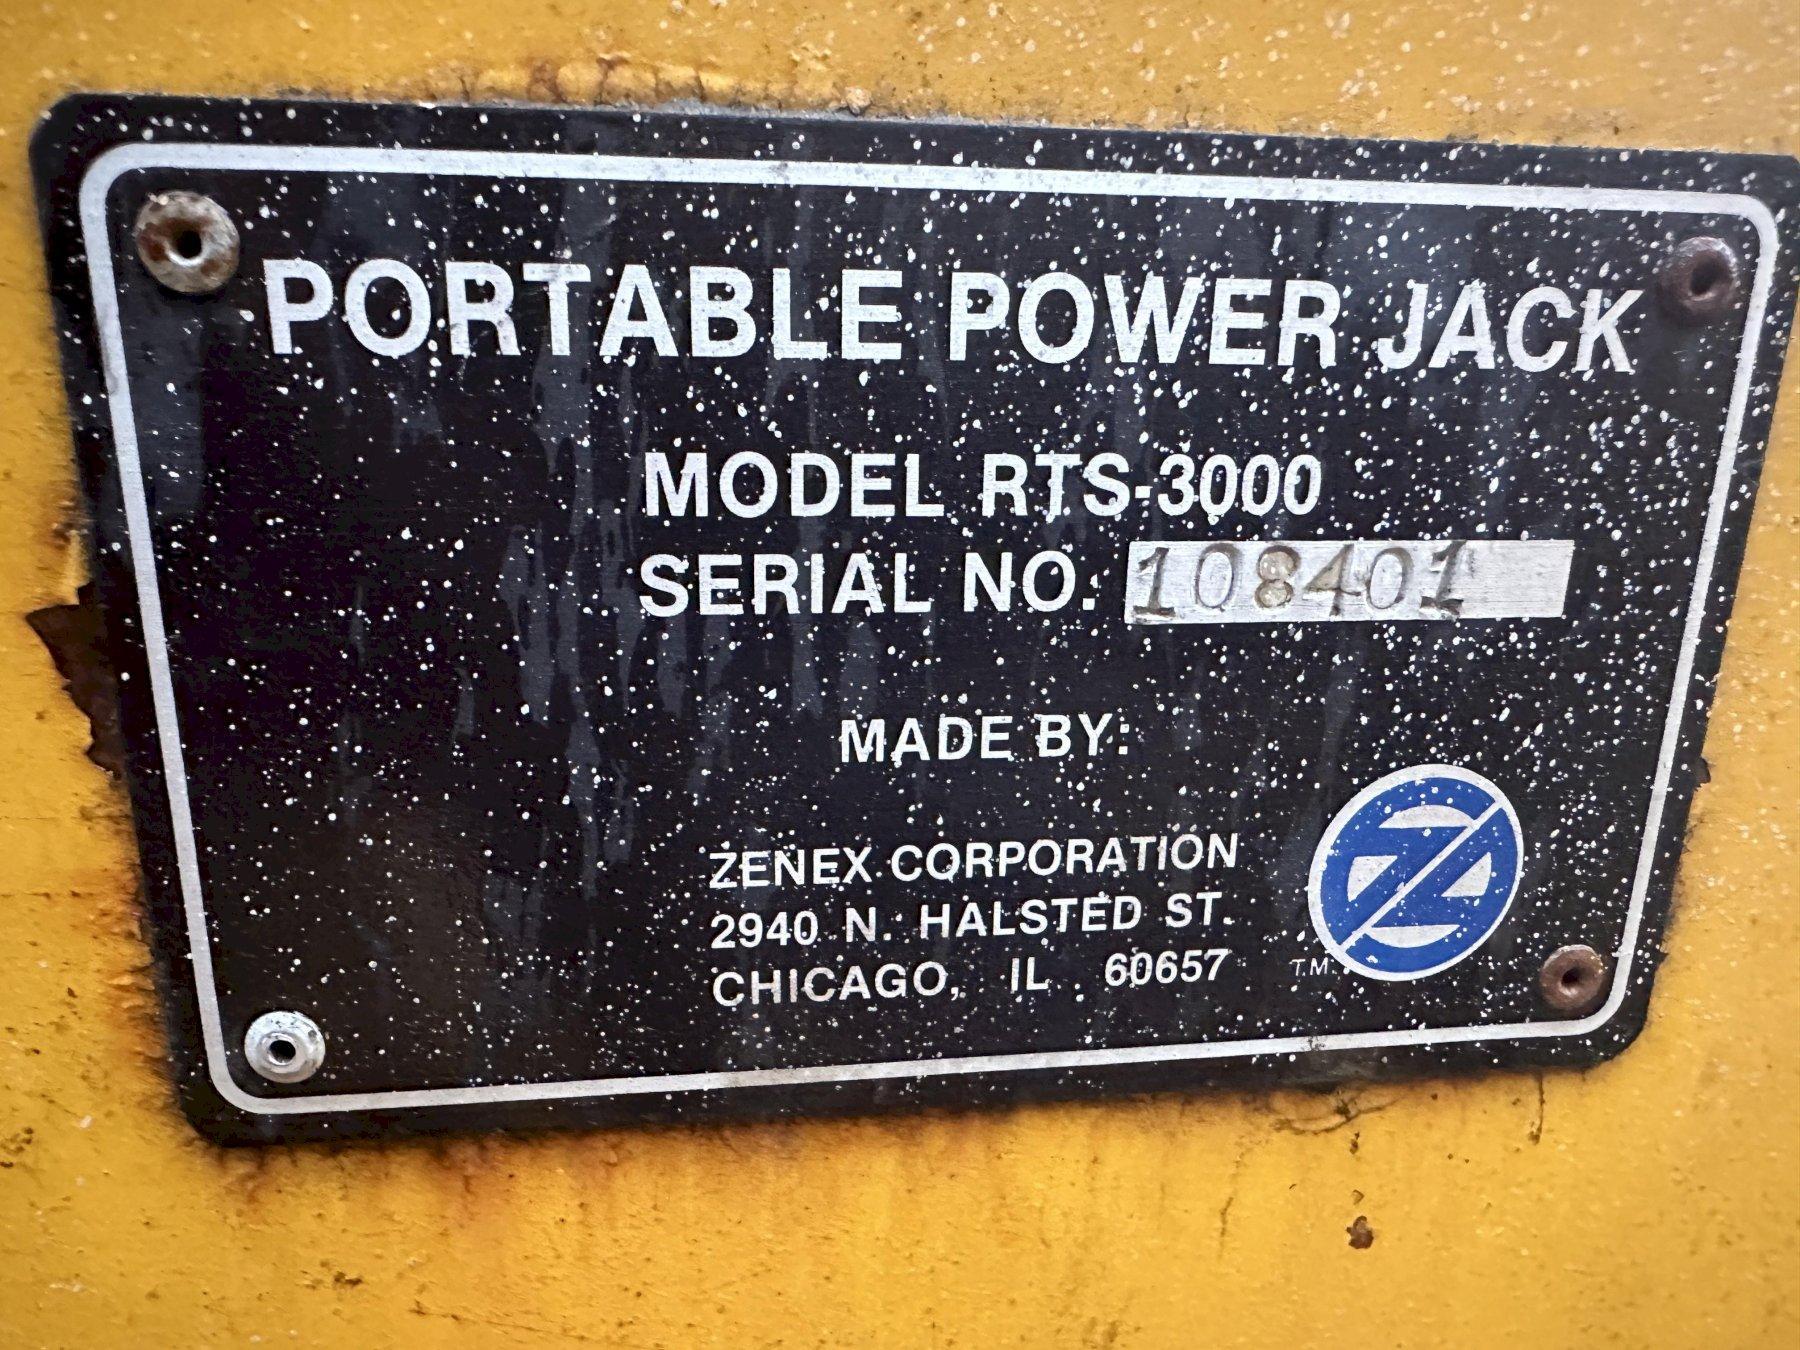 PORTABLE POWER JACK
MODEL RTS-3000
SERIAL NO. 108401
MADE BY:
ZENEX CORPORATION
2940 N. HALSTED ST.
CHICAGO, IL 60657
T.M.
Z